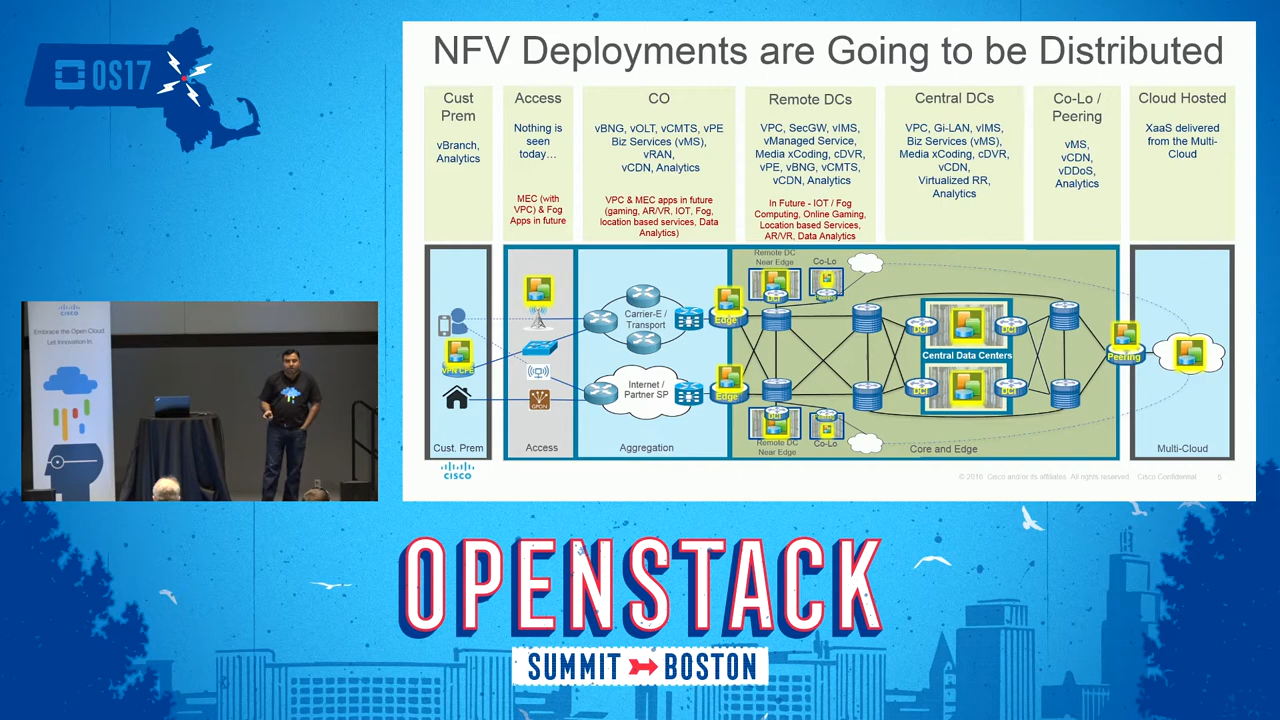 OS17
NFV Deployments are Going to be Distributed
Cust
Prem
vBranch,
Analytics
Access
Nothing is
seen
today…
MEC (with
VPC) & Fog
Apps in future
CO
vBNG, vOLT, vCMTS, vPE
Biz Services (vMS),
vRAN,
vCDN, Analytics
VPC & MEC apps in future
(gaming, AR/VR, IOT, Fog,
location based services, Data
Analytics)
Remote DCs
VPC, SecGW, vIMS,
vManaged Service,
Media xCoding, cDVR,
vPE, vBNG, vCMTS,
vCDN, Analytics
In Future - IOT / Fog
Computing, Online Gaming,
Location based Services,
AR/VR, Data Analytics
Central DCs
VPC, Gi-LAN, vIMS,
Biz Services (vMS),
Media xCoding, cDVR,
vCDN,
Virtualized RR,
Analytics
Co-Lo /
Peering
vMS,
vCDN,
vDDoS,
Analytics
Cloud Hosted
XaaS delivered
from the Multi-
Cloud
VPN CPE
Cust. Prem
GPON
Access
Carrier-E /
Transport
Internet /
Partner SP
Aggregation
Edge
Edge
Remote DC
Near Edge
Co-Lo
DCI
DCI
Remote DC
Near Edge
Co-Lo
DCI
DCI
Central Data Centers
DCI
DCI
Core and Edge
Peering
Multi-Cloud
CISCO
© 2016 Cisco and/or its affiliates. All rights reserved. Cisco Confidential 5
CISCO
Embrace the Open Cloud.
Let Innovation In.
OPENSTACK
SUMMIT BOSTON